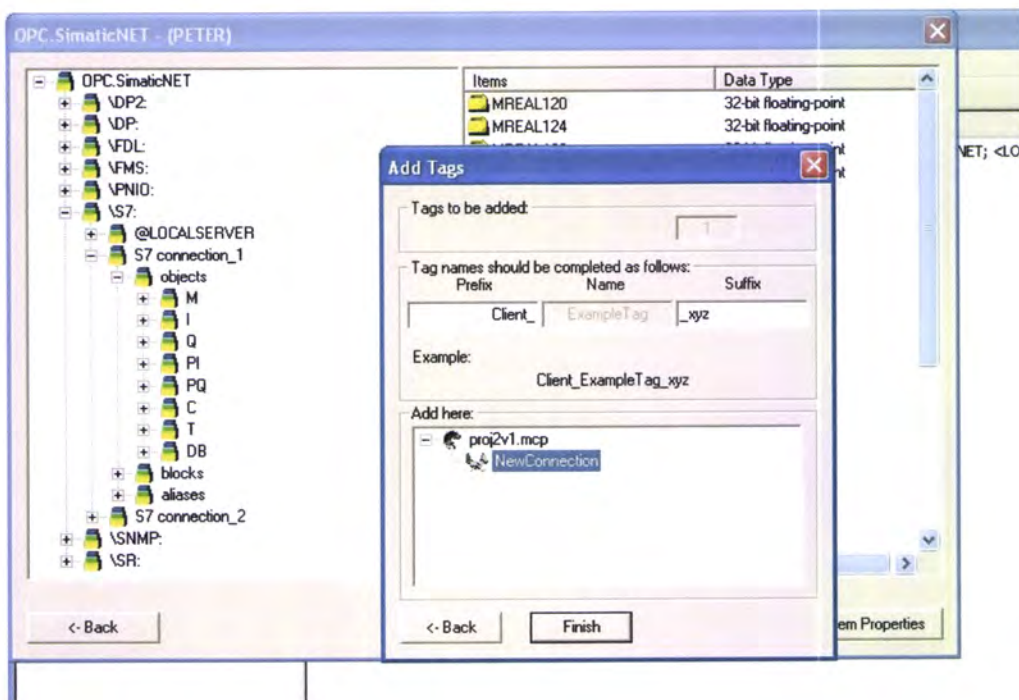 OPC.SimaticNET - (PETER)
OPC.SimaticNET
\DP2:
\DP:
\FDL:
\FMS:
\PNIO:
\S7:
@LOCALSERVER
S7 connection_1
objects
M
I
Q
PI
PQ
C
T
DB
blocks
aliases
S7 connection_2
\SNMP:
\SR:
<- Back
Items Data Type
MREAL120 32-bit floating-point
MREAL124 32-bit floating-point
NET; <LO
Add Tags
Tags to be added:
1
Tag names should be completed as follows:
Prefix Name Suffix
Client_ ExampleTag _xyz
Example:
Client_ExampleTag_xyz
Add here:
proj2v1.mcp
NewConnection
<- Back Finish
em Properties